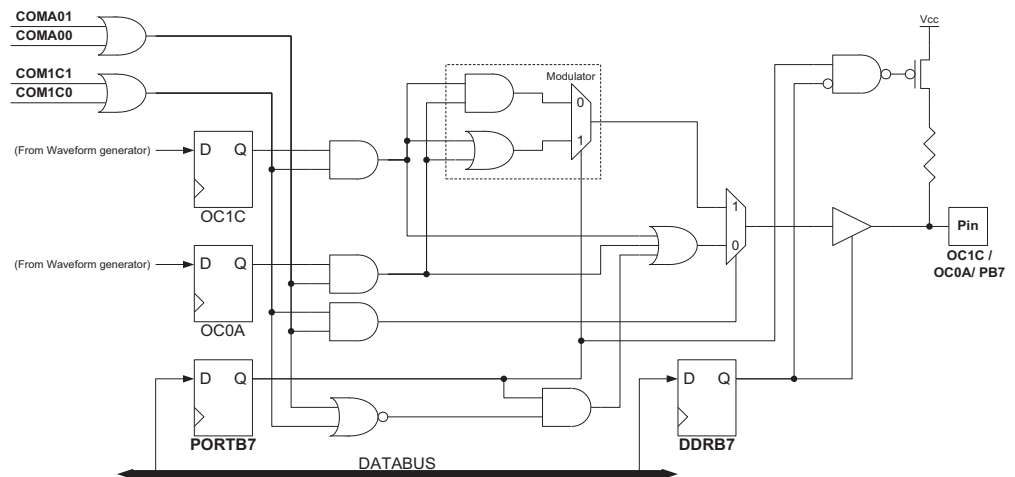 COMA01
COMA00
Vcc
COM1C1
COM1C0
Modulator
0
1
(From Waveform generator)
D Q
OC1C
1
0
Pin
OC1C /
OC0A/ PB7
(From Waveform generator)
D Q
OC0A
D Q
PORTB7
D Q
DDRB7
DATABUS